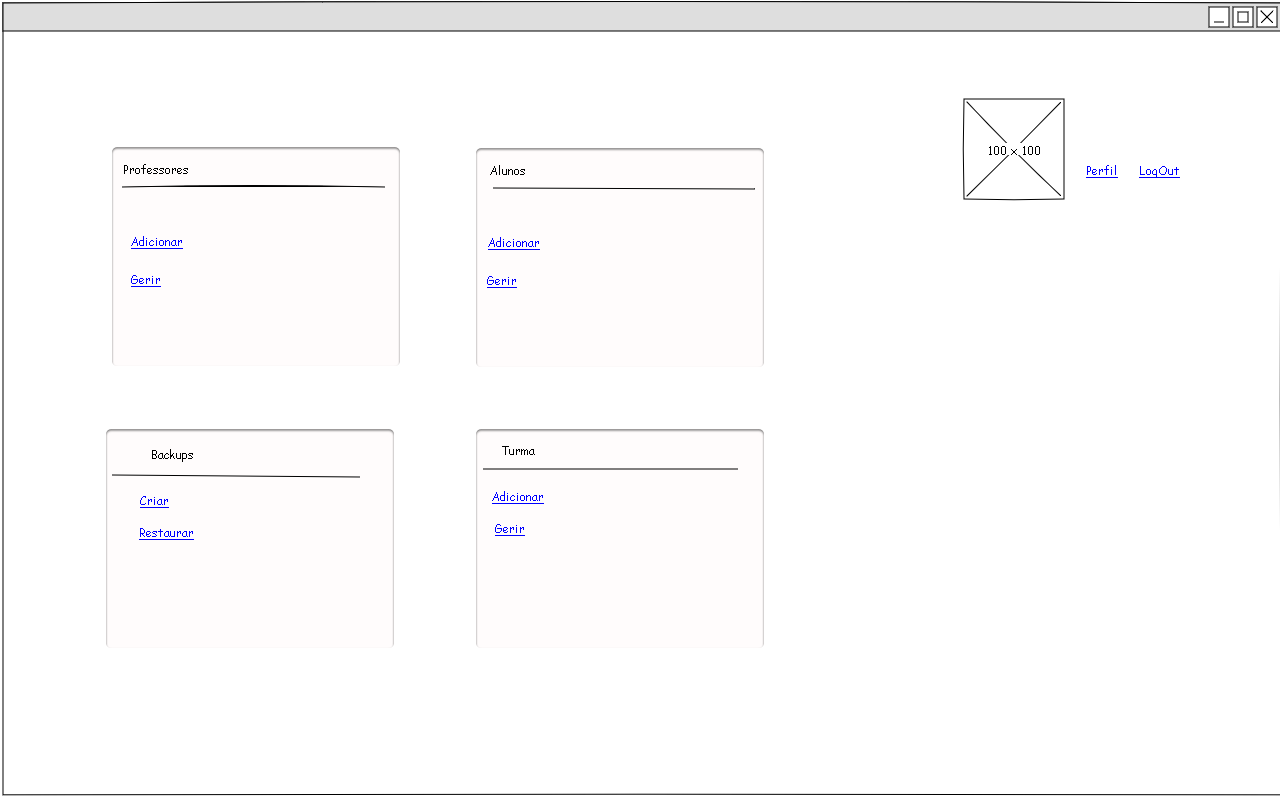 Professores
Adicionar
Gerir
Alunos
Adicionar
Gerir
100 × 100
Perfil
LogOut
Backups
Criar
Restaurar
Turma
Adicionar
Gerir